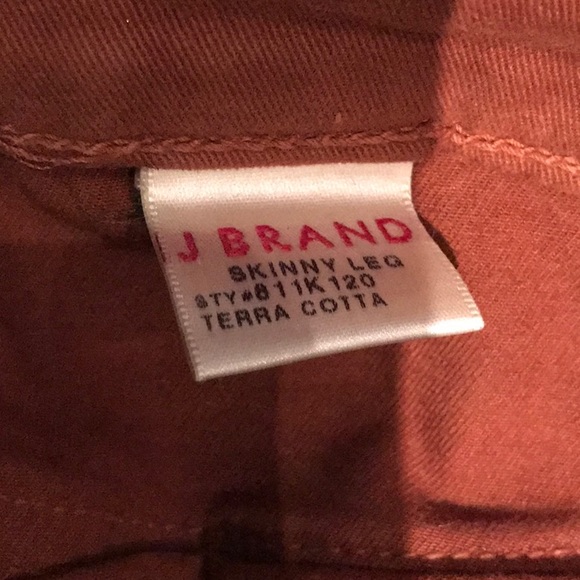 J BRAND
SKINNY LEG
STY#811K120
TERRA COTTA